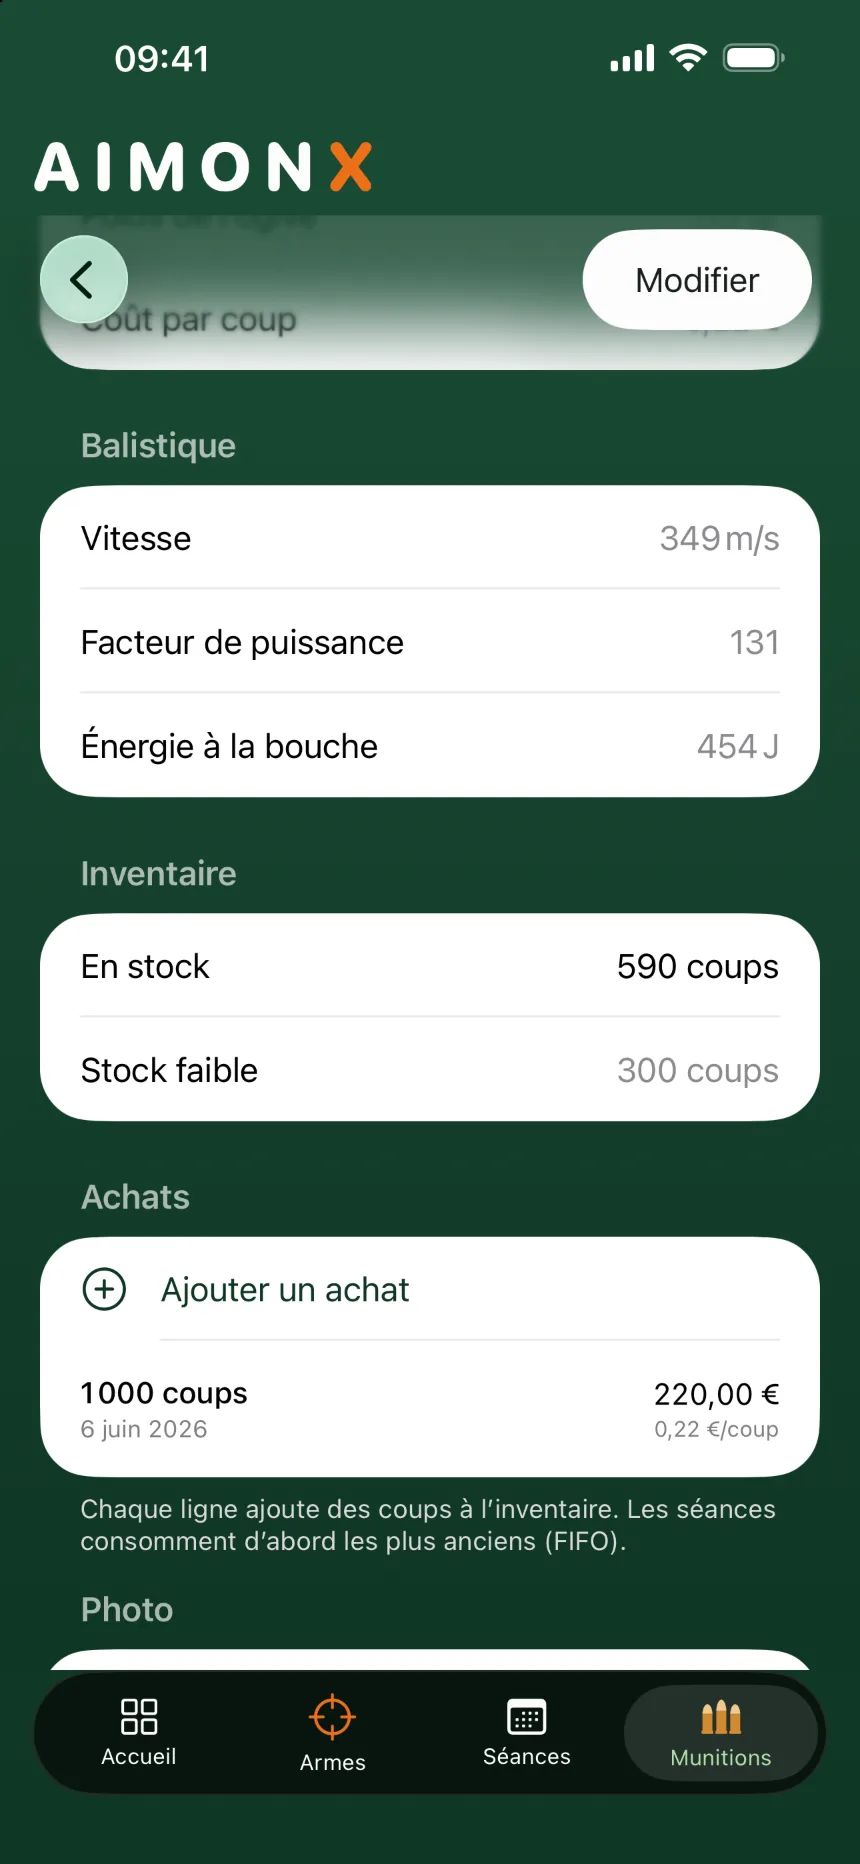 09:41
AIMONX
Modifier
Coût par coup
Balistique
Vitesse 349 m/s
Facteur de puissance 131
Énergie à la bouche 454 J
Inventaire
En stock 590 coups
Stock faible 300 coups
Achats
Ajouter un achat
1000 coups 220,00 €
6 juin 2026 0,22 €/coup
Chaque ligne ajoute des coups à l’inventaire. Les séances
consomment d’abord les plus anciens (FIFO).
Photo
Accueil Armes Séances Munitions